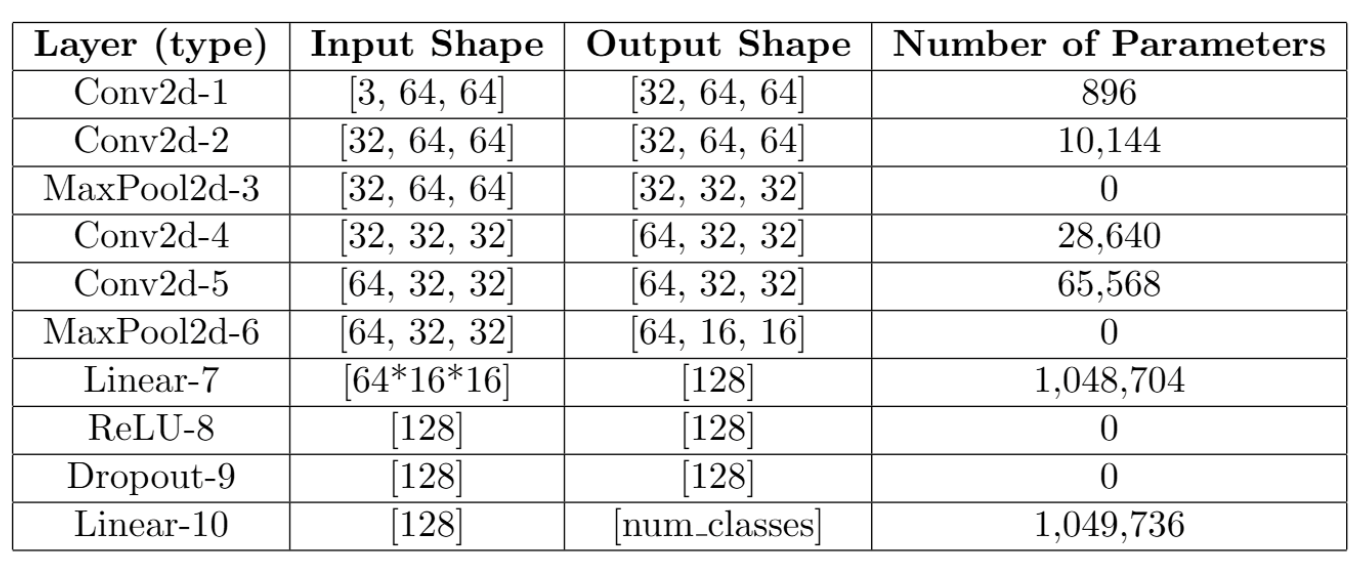 Layer (type) Input Shape Output Shape Number of Parameters
Conv2d-1 [3, 64, 64] [32, 64, 64] 896
Conv2d-2 [32, 64, 64] [32, 64, 64] 10,144
MaxPool2d-3 [32, 64, 64] [32, 32, 32] 0
Conv2d-4 [32, 32, 32] [64, 32, 32] 28,640
Conv2d-5 [64, 32, 32] [64, 32, 32] 65,568
MaxPool2d-6 [64, 32, 32] [64, 16, 16] 0
Linear-7 [64*16*16] [128] 1,048,704
ReLU-8 [128] [128] 0
Dropout-9 [128] [128] 0
Linear-10 [128] [num_classes] 1,049,736